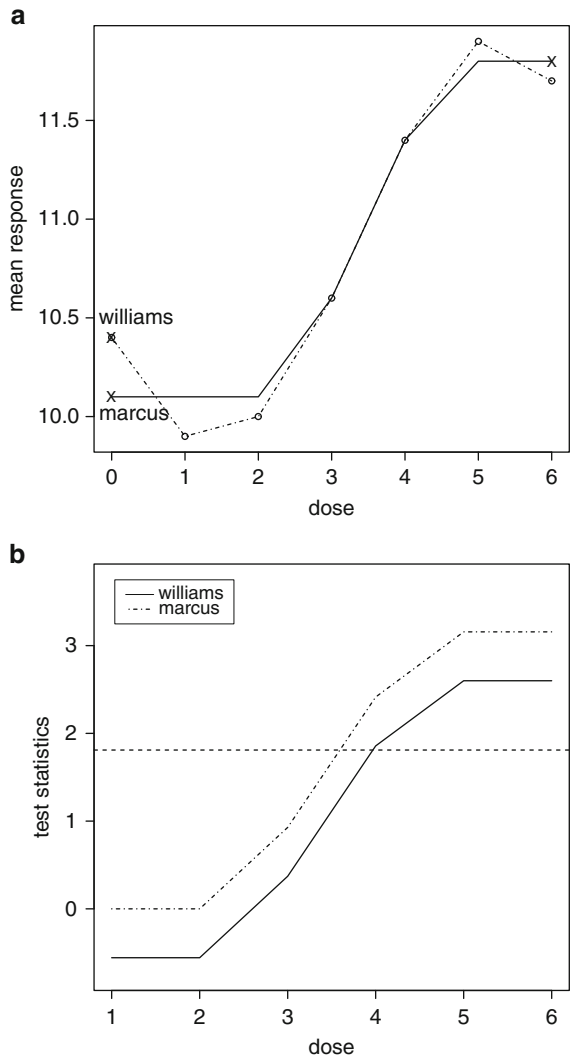 a
mean response
11.5
11.0
10.5
10.0
williams
marcus
X
X
X
0 1 2 3 4 5 6
dose
b
williams
marcus
test statistics
3
2
1
0
1 2 3 4 5 6
dose